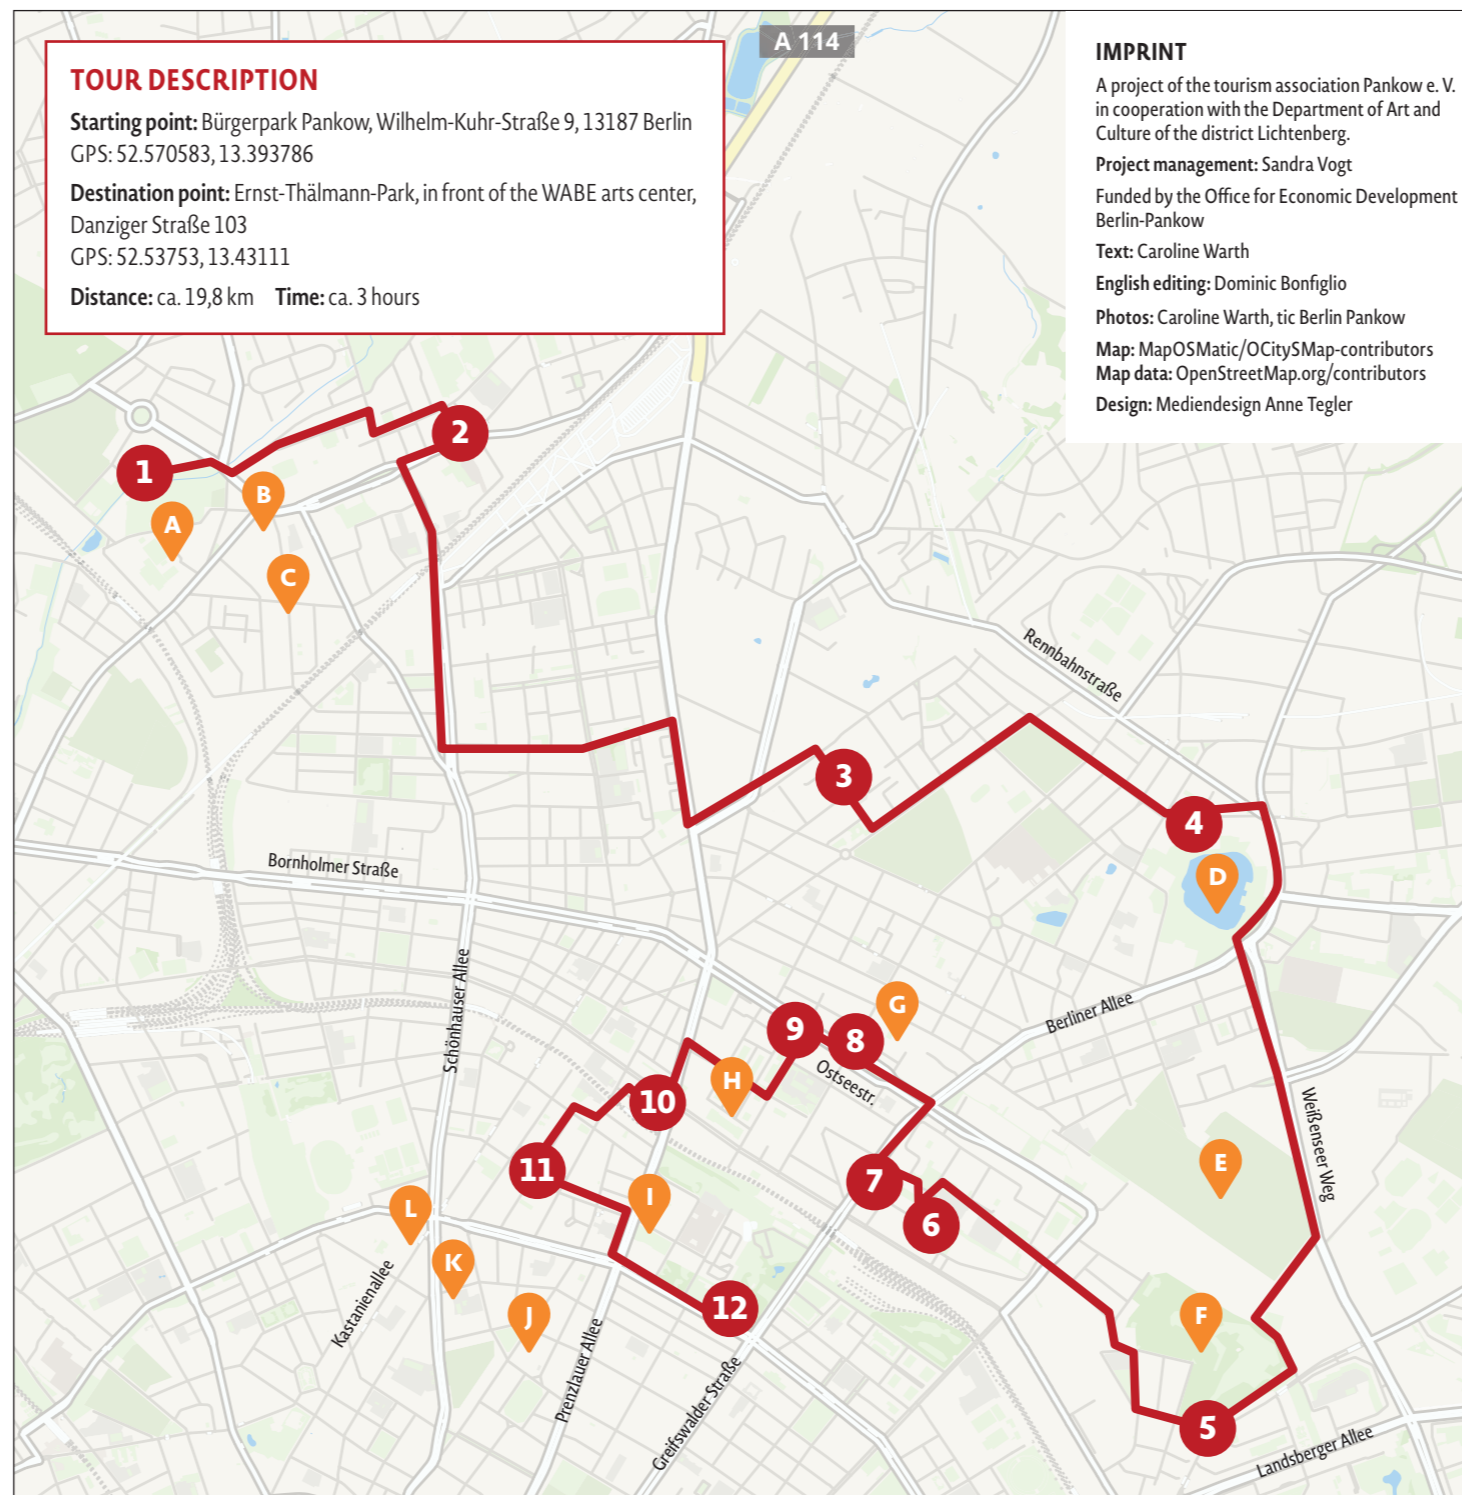 A 114
TOUR DESCRIPTION
Starting point: Bürgerpark Pankow, Wilhelm-Kuhr-Straße 9, 13187 Berlin
GPS: 52.570583, 13.393786
Destination point: Ernst-Thälmann-Park, in front of the WABE arts center,
Danziger Straße 103
GPS: 52.53753, 13.43111
Distance: ca. 19,8 km Time: ca. 3 hours
IMPRINT
A project of the tourism association Pankow e. V.
in cooperation with the Department of Art and
Culture of the district Lichtenberg.
Project management: Sandra Vogt
Funded by the Office for Economic Development
Berlin-Pankow
Text: Caroline Warth
English editing: Dominic Bonfiglio
Photos: Caroline Warth, tic Berlin Pankow
Map: MapOSMatic/OCitySMap-contributors
Map data: OpenStreetMap.org/contributors
Design: Mediendesign Anne Tegler
1
2
B
A
C
Rennbahnstraße
3
4
D
Bornholmer Straße
Schönhauser Allee
Berliner Allee
G
9
8
Ostseestr.
H
10
Weißenseer Weg
11
7
E
I
6
L
K
Kastanienallee
J
12
F
Prenzlauer Allee
Greifswalder Straße
5
Landsberger Allee